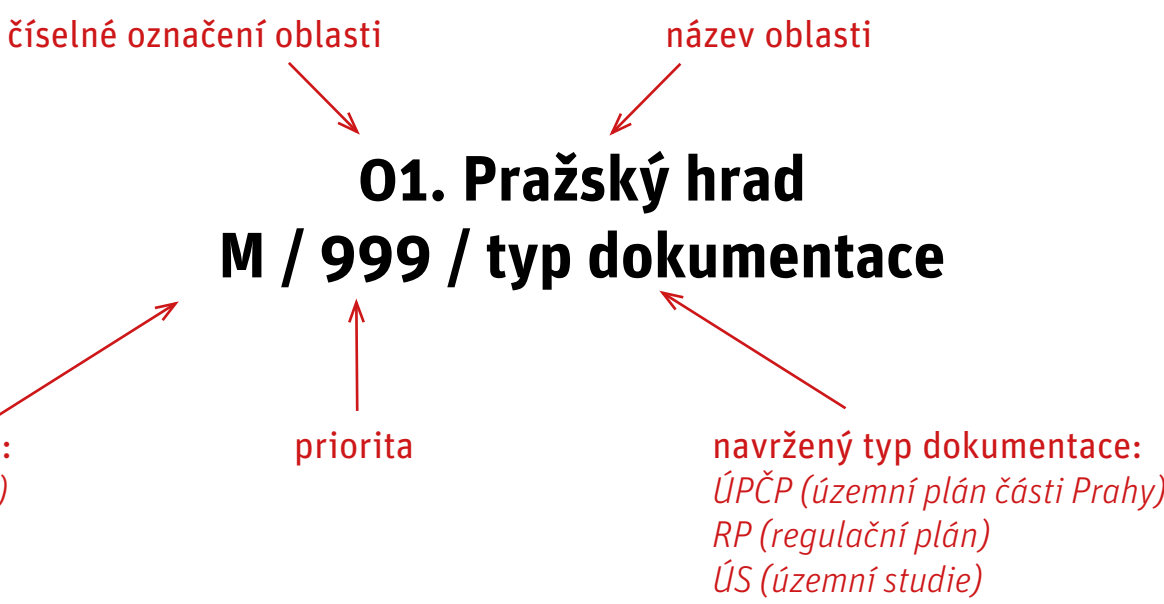 číselné označení oblasti
název oblasti
01. Pražský hrad
M / 999 / typ dokumentace
:
)
priorita
navržený typ dokumentace:
ÚPČP (územní plán části Prahy)
RP (regulační plán)
ÚS (územní studie)